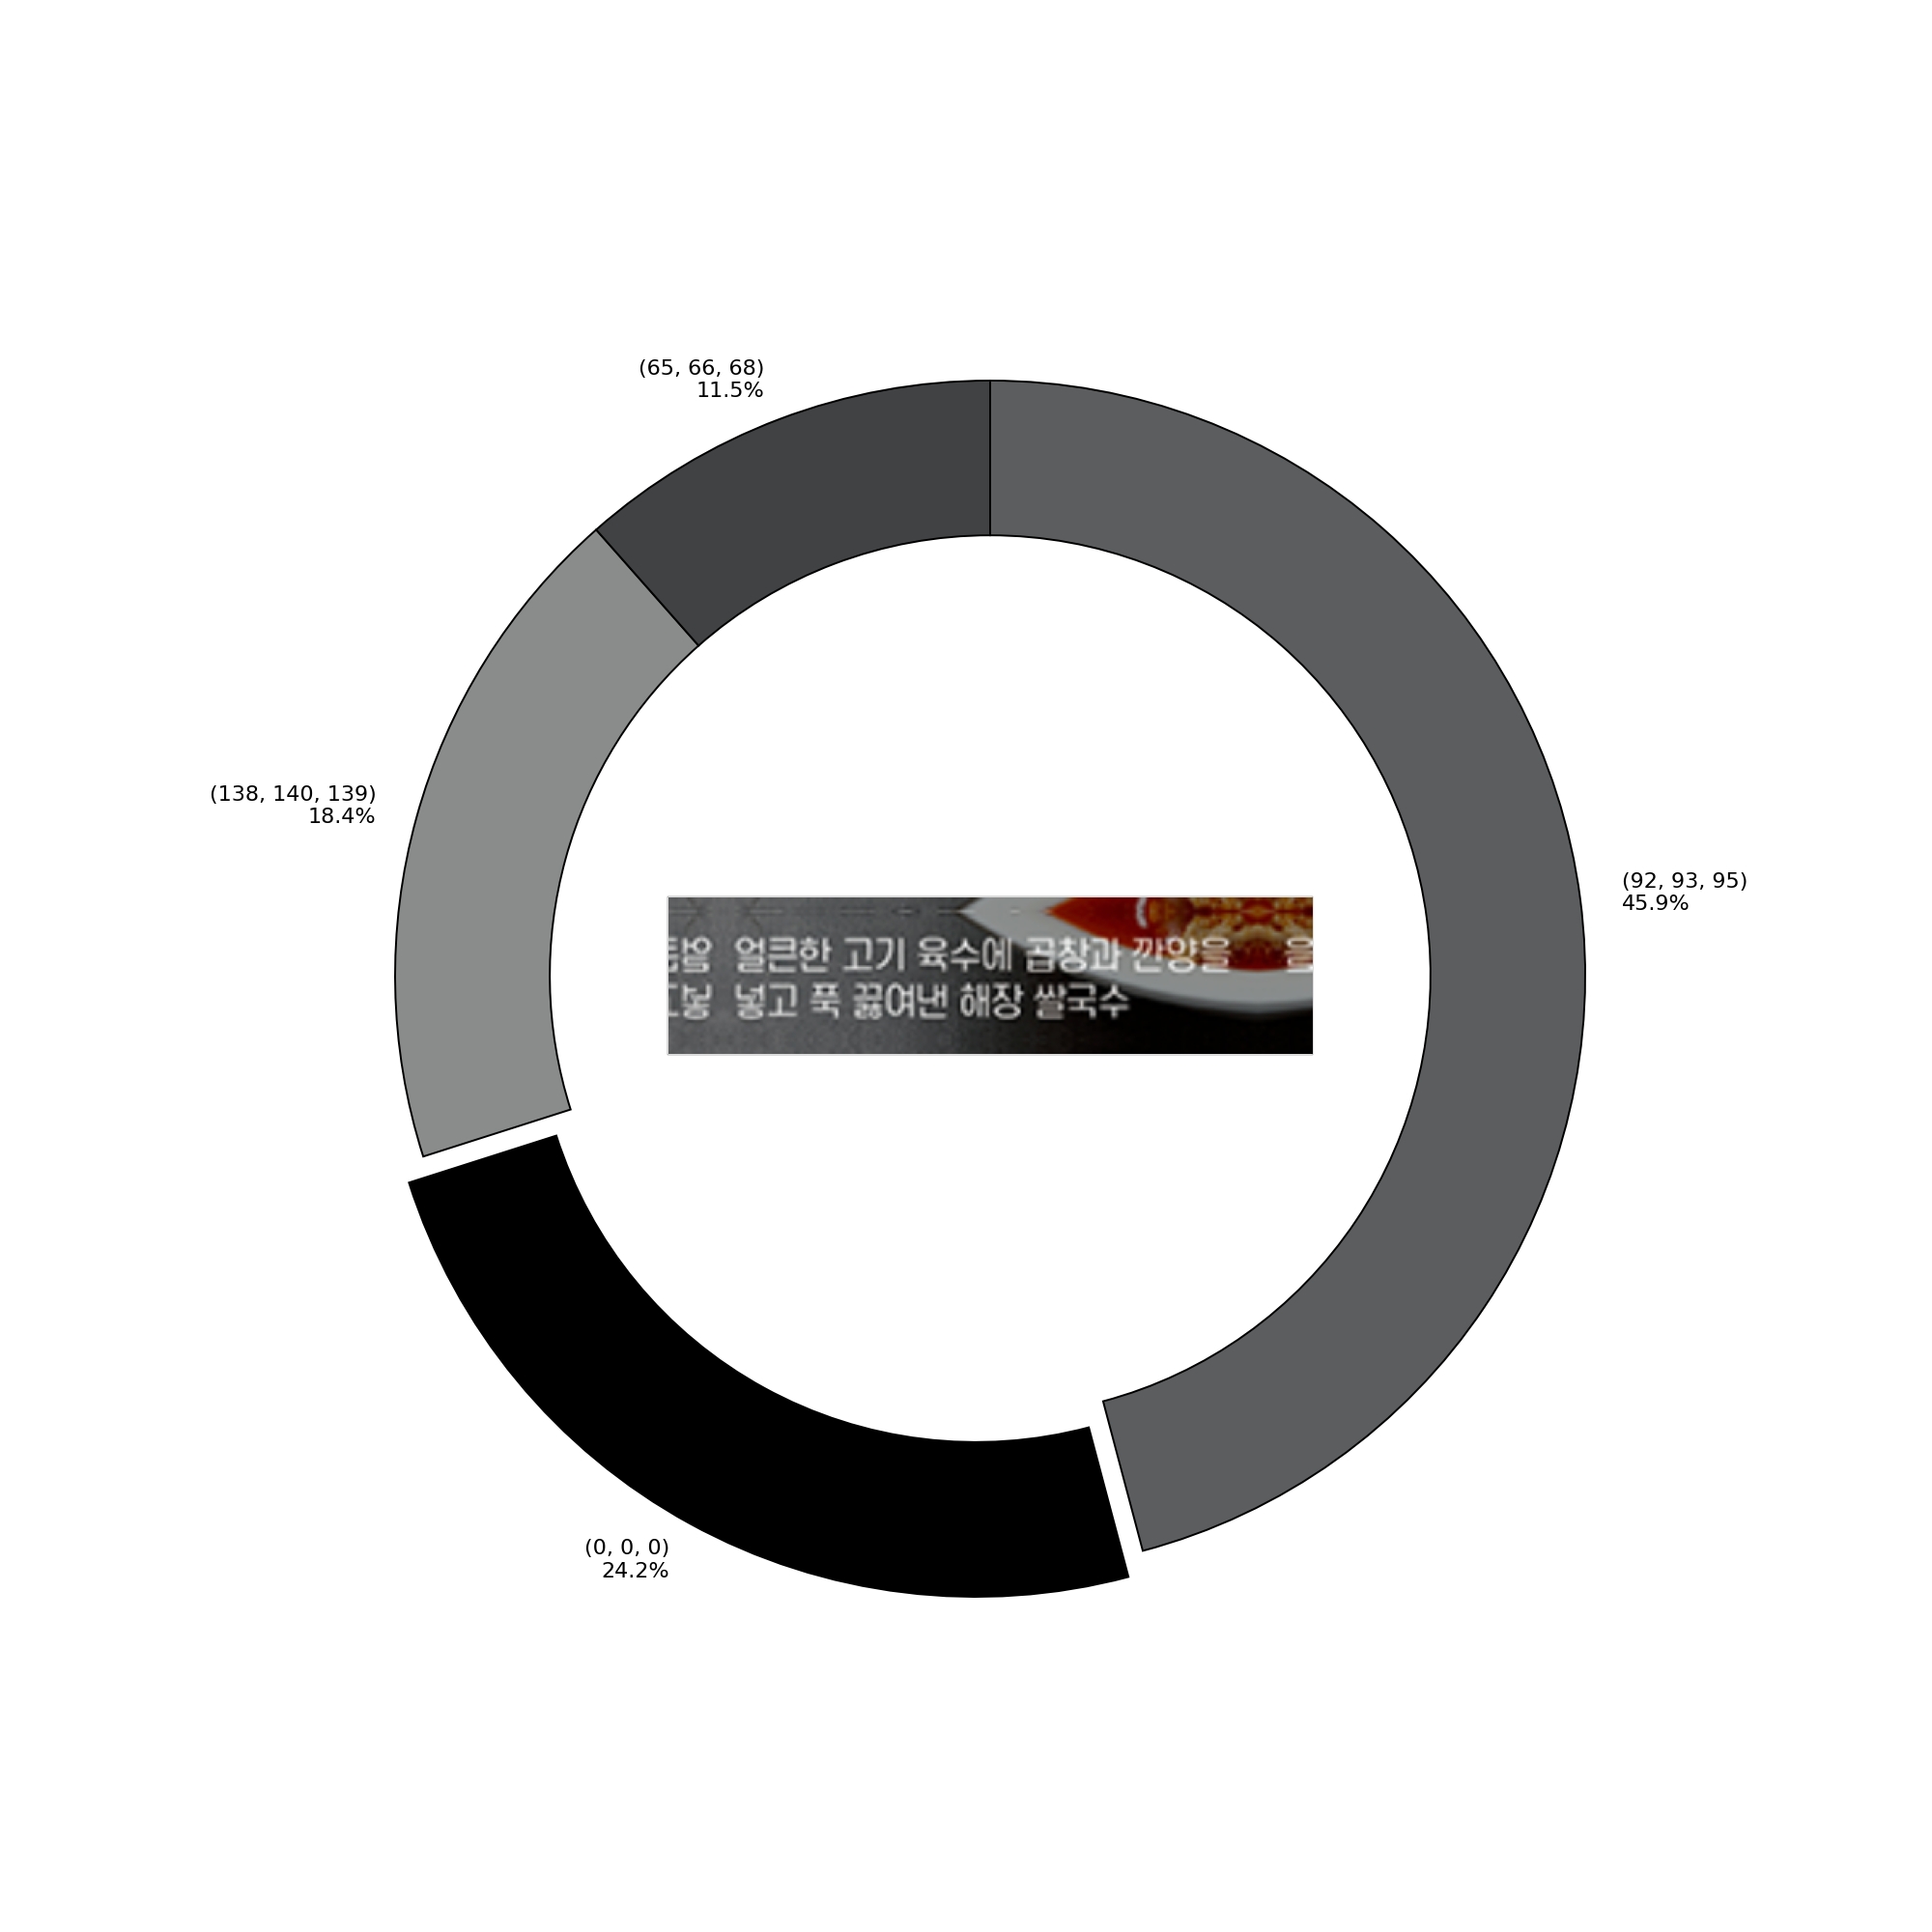 (65, 66, 68)
11.5%
(138, 140, 139)
18.4%
(92, 93, 95)
45.9%
얼큰한 고기 육수에 곱창과 깐양을 을
넣고 푹 끓여낸 해장 쌀국수
(0, 0, 0)
24.2%